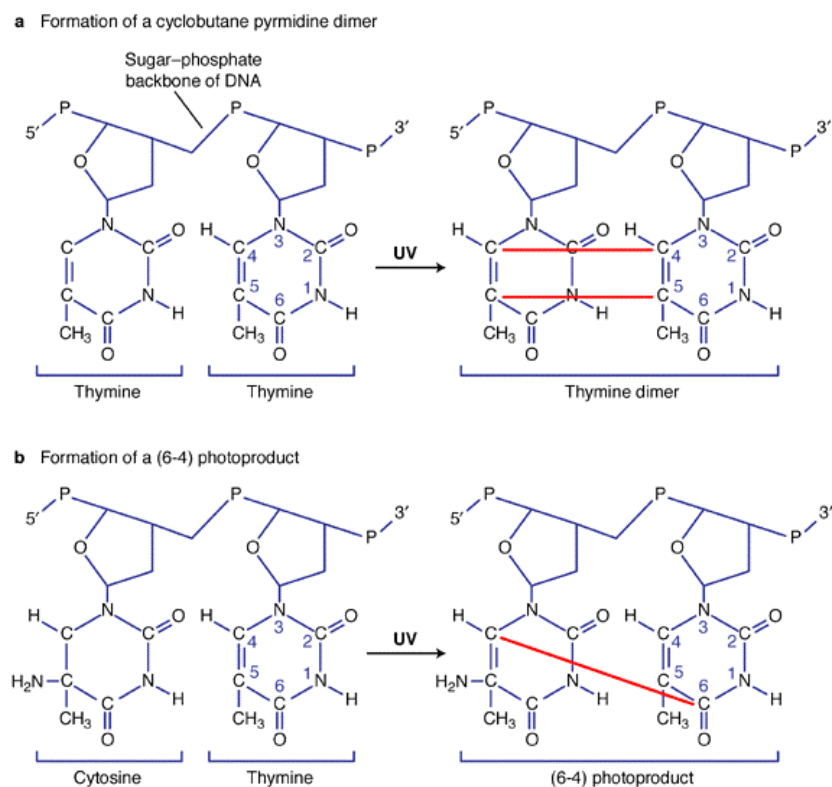 a Formation of a cyclobutane pyrmidine dimer
Sugar–phosphate
backbone of DNA
P P P P
5′ 3′ 5′ 3′
P P
O O O O
N O H N O H N O H N O
3 3
C C C 4 2 C C C C 4 2 C
UV
C N C 5 1 N C N C 5 1 N
H H H H
C 6 C C 6 C
CH₃ CH₃ CH₃ CH₃
O O O O
Thymine Thymine Thymine dimer
b Formation of a (6-4) photoproduct
P P P P
5′ 3′ 5′ 3′
P P
O O O O
H N O H N O H N O H N O
3 3
C C C 4 2 C C C C 4 2 C
UV
H₂N C N C 5 1 N H₂N C N C 5 1 N
H H H H
C 6 C C 6 C
CH₃ CH₃ CH₃ CH₃
O O O O
Cytosine Thymine (6-4) photoproduct